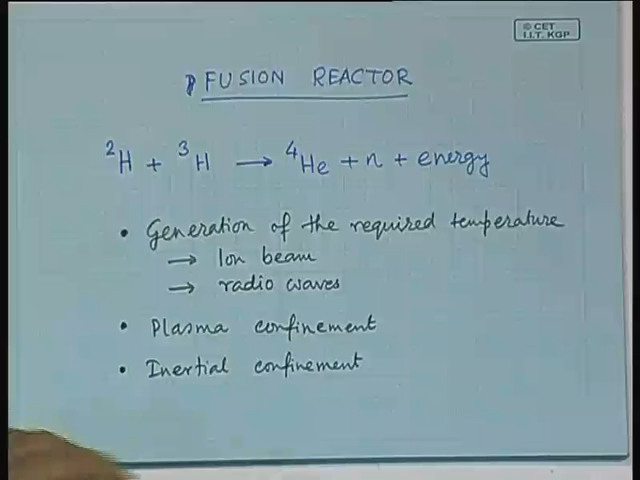 © CET
I.I.T. KGP
FUSION REACTOR
²H + ³H → ⁴He + n + energy
• Generation of the required temperature
→ Ion beam
→ radio waves
• Plasma confinement
• Inertial confinement